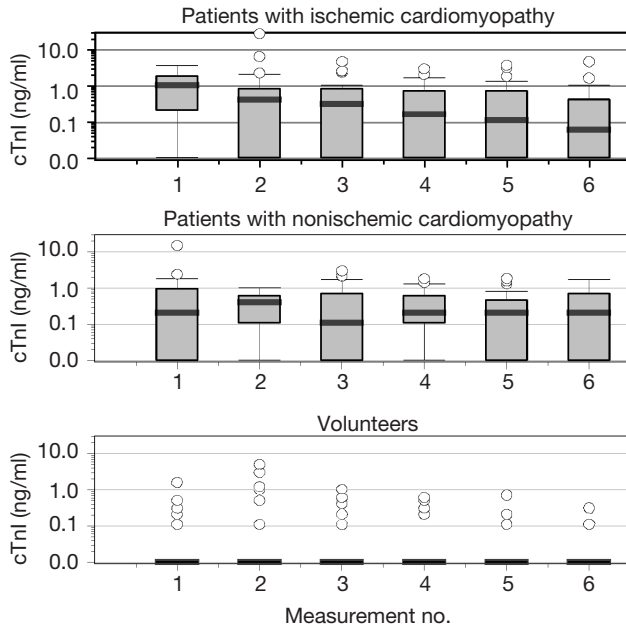 Patients with ischemic cardiomyopathy
cTnI (ng/ml)
10.0
1.0
0.1
0.0
1 2 3 4 5 6
Patients with nonischemic cardiomyopathy
cTnI (ng/ml)
10.0
1.0
0.1
0.0
1 2 3 4 5 6
Volunteers
cTnI (ng/ml)
10.0
1.0
0.1
0.0
1 2 3 4 5 6
Measurement no.